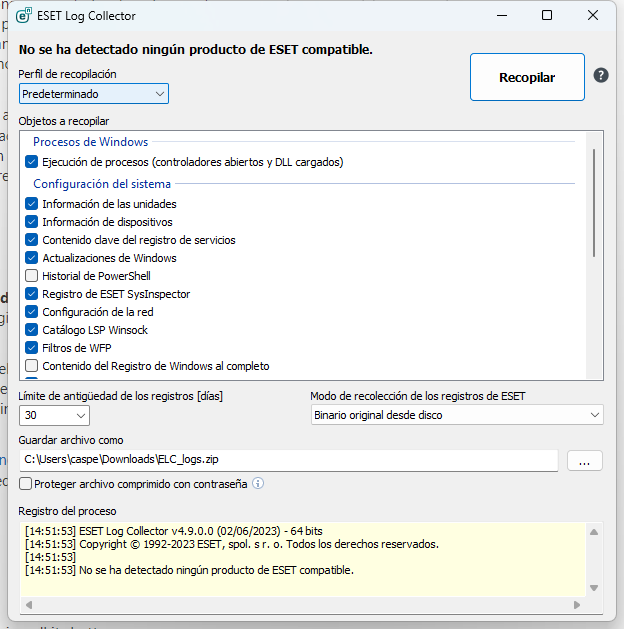 ESET Log Collector
No se ha detectado ningún producto de ESET compatible.
Perfil de recopilación
Predeterminado
Recopilar
?
Objetos a recopilar
Procesos de Windows
Ejecución de procesos (controladores abiertos y DLL cargados)
Configuración del sistema
Información de las unidades
Información de dispositivos
Contenido clave del registro de servicios
Actualizaciones de Windows
Historial de PowerShell
Registro de ESET SysInspector
Configuración de la red
Catálogo LSP Winsock
Filtros de WFP
Contenido del Registro de Windows al completo
Límite de antigüedad de los registros [días]
30
Modo de recolección de los registros de ESET
Binario original desde disco
Guardar archivo como
C:\Users\caspe\Downloads\ELC_logs.zip
...
Proteger archivo comprimido con contraseña
Registro del proceso
[14:51:53] ESET Log Collector v4.9.0.0 (02/06/2023) - 64 bits
[14:51:53] Copyright © 1992-2023 ESET, spol. s r. o. Todos los derechos reservados.
[14:51:53]
[14:51:53] No se ha detectado ningún producto de ESET compatible.